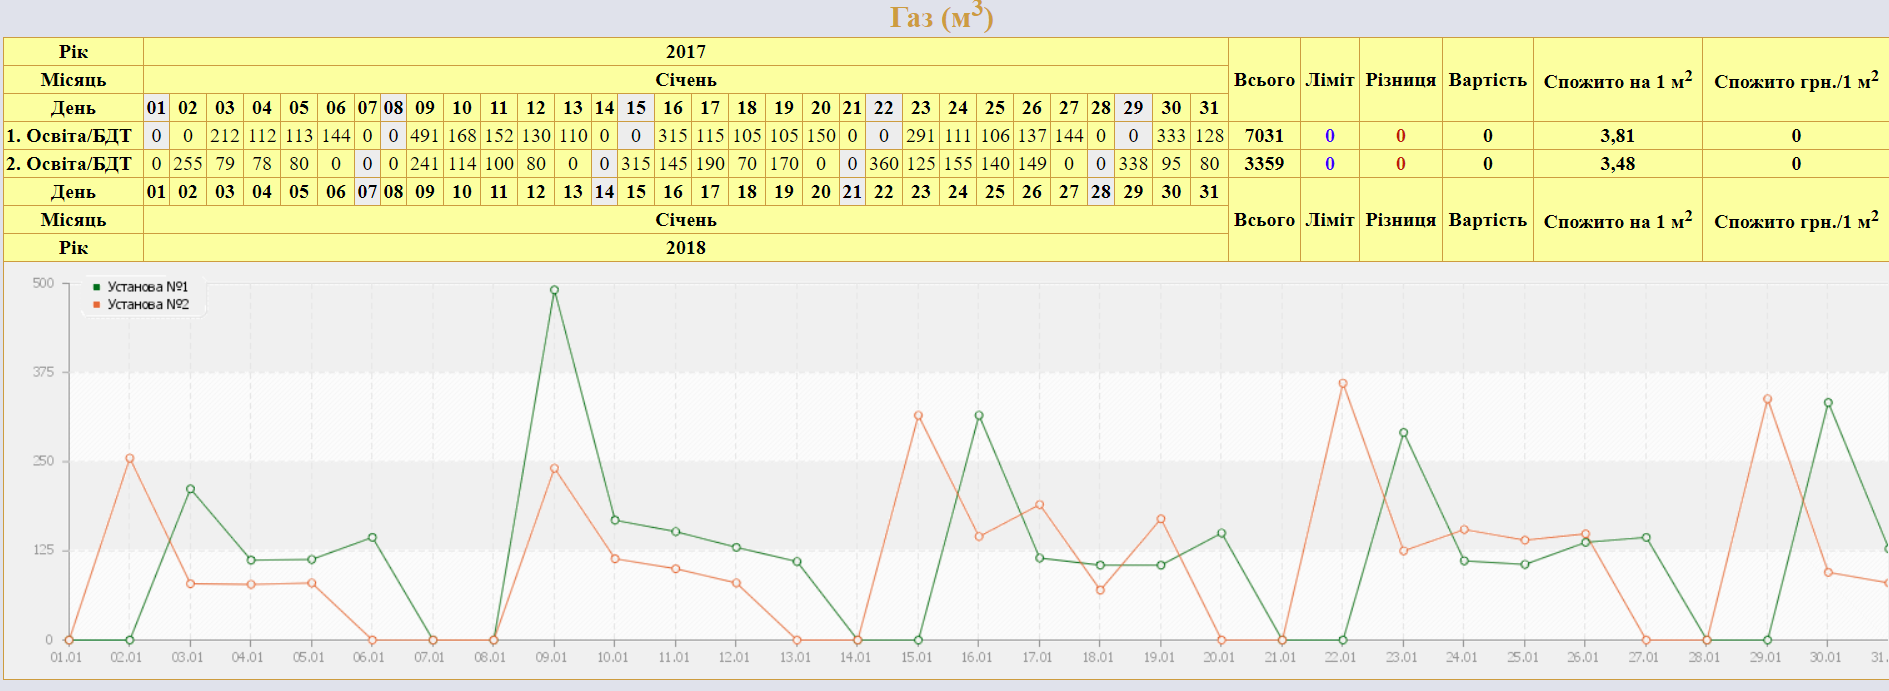 Газ (м3)
Рік 2017 Всього Ліміт Різниця Вартість Спожито на 1 м2 Спожито грн./1 м2
Місяць Січень
День 01 02 03 04 05 06 07 08 09 10 11 12 13 14 15 16 17 18 19 20 21 22 23 24 25 26 27 28 29 30 31
1. Освіта/БДТ 0 0 212 112 113 144 0 0 491 168 152 130 110 0 0 315 115 105 105 150 0 0 291 111 106 137 144 0 0 333 128 7031 0 0 0 3,81 0
2. Освіта/БДТ 0 255 79 78 80 0 0 0 241 114 100 80 0 0 315 145 190 70 170 0 0 360 125 155 140 149 0 0 338 95 80 3359 0 0 0 3,48 0
День 01 02 03 04 05 06 07 08 09 10 11 12 13 14 15 16 17 18 19 20 21 22 23 24 25 26 27 28 29 30 31 Всього Ліміт Різниця Вартість Спожито на 1 м2 Спожито грн./1 м2
Місяць Січень
Рік 2018
500
Установа №1
Установа №2
375
250
125
0
01.01 02.01 03.01 04.01 05.01 06.01 07.01 08.01 09.01 10.01 11.01 12.01 13.01 14.01 15.01 16.01 17.01 18.01 19.01 20.01 21.01 22.01 23.01 24.01 25.01 26.01 27.01 28.01 29.01 30.01 31.